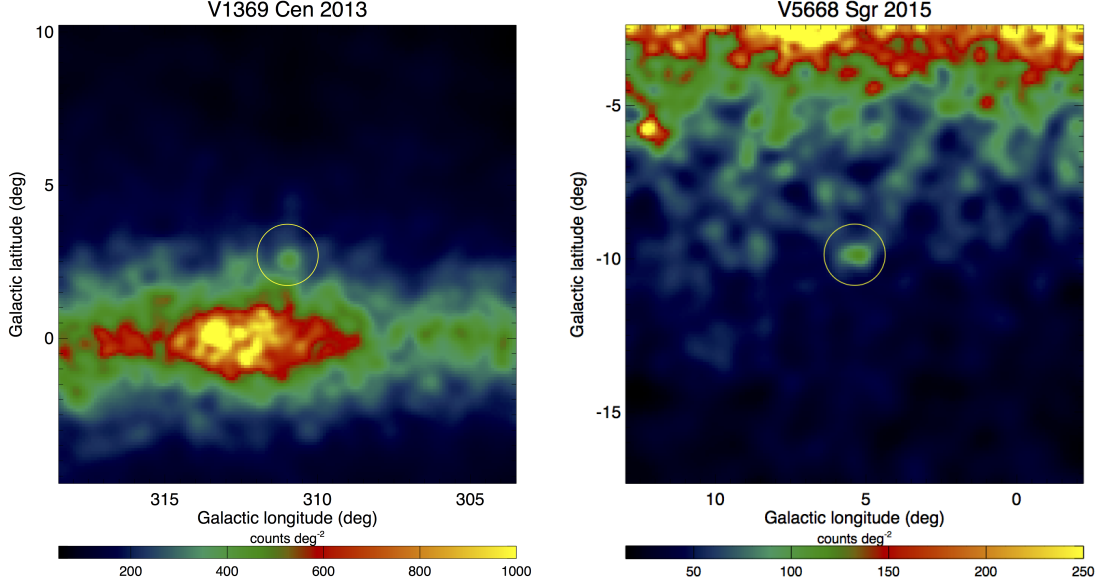 V1369 Cen 2013
10
5
0
Galactic latitude (deg)
315 310 305
Galactic longitude (deg)
counts deg-2
200 400 600 800 1000
V5668 Sgr 2015
-5
-10
-15
Galactic latitude (deg)
10 5 0
Galactic longitude (deg)
counts deg-2
50 100 150 200 250